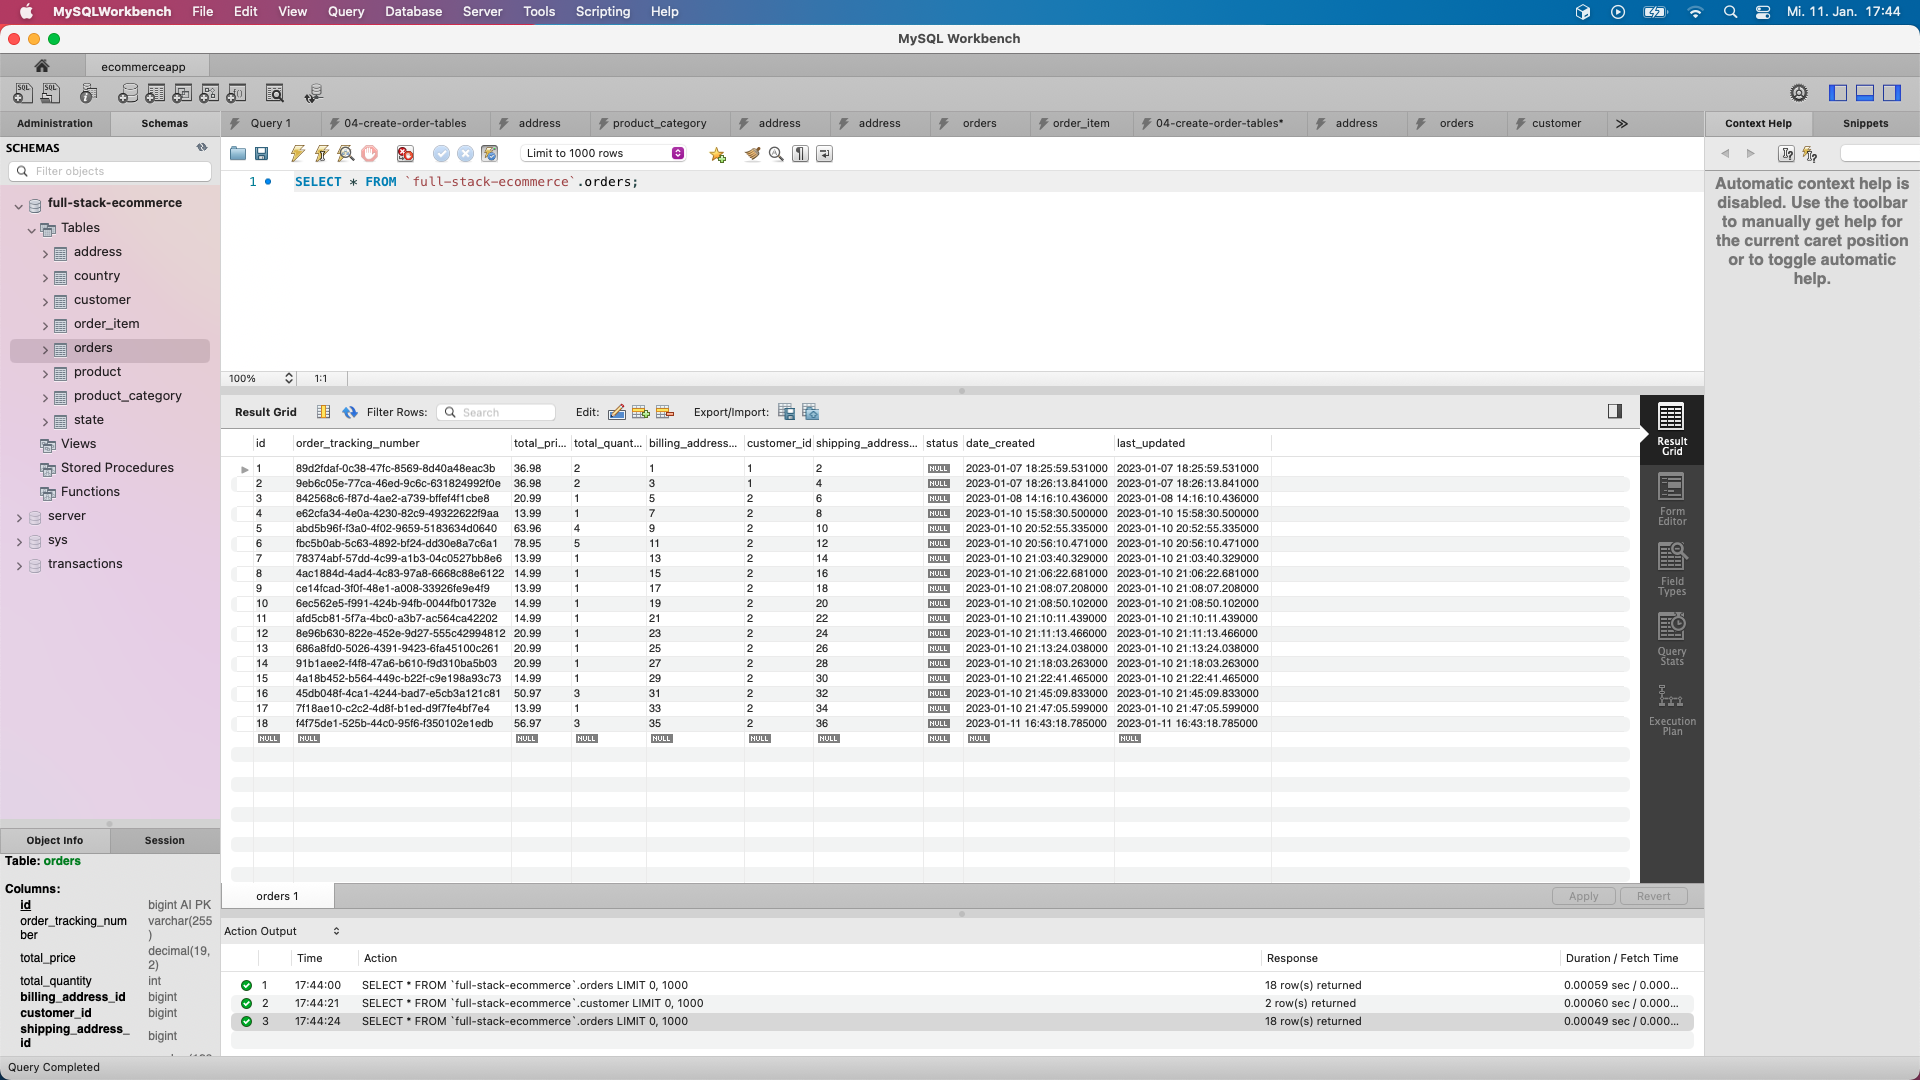 MySQLWorkbench File Edit View Query Database Server Tools Scripting Help Mi. 11. Jan. 17:44
MySQL Workbench
ecommerceapp
Administration Schemas Query 1 04-create-order-tables address product_category address address orders order_item 04-create-order-tables* address orders customer Context Help Snippets
SCHEMAS
Filter objects
full-stack-ecommerce
Tables
address
country
customer
order_item
orders
product
product_category
state
Views
Stored Procedures
Functions
server
sys
transactions
Limit to 1000 rows
1 SELECT * FROM `full-stack-ecommerce`.orders;
100% 1:1
Automatic context help is
disabled. Use the toolbar
to manually get help for
the current caret position
or to toggle automatic
help.
Result Grid Filter Rows: Search Edit: Export/Import:
id order_tracking_number total_pri... total_quant... billing_address... customer_id shipping_address... status date_created last_updated
1 89d2fdaf-0c38-47fc-8569-8d40a48eac3b 36.98 2 1 1 2 NULL 2023-01-07 18:25:59.531000 2023-01-07 18:25:59.531000
2 9eb6c05e-77ca-46ed-9c6c-631824992f0e 36.98 2 3 1 4 NULL 2023-01-07 18:26:13.841000 2023-01-07 18:26:13.841000
3 842568c6-f87d-4ae2-a739-bffef4f1cbe8 20.99 1 5 2 6 NULL 2023-01-08 14:16:10.436000 2023-01-08 14:16:10.436000
4 e62cfa34-4e0a-4230-82c9-49322622f9aa 13.99 1 7 2 8 NULL 2023-01-10 15:58:30.500000 2023-01-10 15:58:30.500000
5 abd5b96f-f3a0-4f02-9659-5183634d0640 63.96 4 9 2 10 NULL 2023-01-10 20:52:55.335000 2023-01-10 20:52:55.335000
6 fbc5b0ab-5c63-4892-bf24-dd30e8a7c6a1 78.95 5 11 2 12 NULL 2023-01-10 20:56:10.471000 2023-01-10 20:56:10.471000
7 78374abf-57dd-4c99-a1b3-04c0527bb8e6 13.99 1 13 2 14 NULL 2023-01-10 21:03:40.329000 2023-01-10 21:03:40.329000
8 4ac1884d-4ad4-4c83-97a8-6668c88e6122 14.99 1 15 2 16 NULL 2023-01-10 21:06:22.681000 2023-01-10 21:06:22.681000
9 ce14fcad-3f0f-48e1-a008-33926fe9e4f9 13.99 1 17 2 18 NULL 2023-01-10 21:08:07.208000 2023-01-10 21:08:07.208000
10 6ec562e5-f991-424b-94fb-0044fb01732e 14.99 1 19 2 20 NULL 2023-01-10 21:08:50.102000 2023-01-10 21:08:50.102000
11 afd5cb81-5f7a-4bc0-a3b7-ac564ca42202 14.99 1 21 2 22 NULL 2023-01-10 21:10:11.439000 2023-01-10 21:10:11.439000
12 8e96b630-822e-452e-9d27-555c42994812 20.99 1 23 2 24 NULL 2023-01-10 21:11:13.466000 2023-01-10 21:11:13.466000
13 686a8fd0-5026-4391-9423-6fa45100c261 20.99 1 25 2 26 NULL 2023-01-10 21:13:24.038000 2023-01-10 21:13:24.038000
14 91b1aee2-f4f8-47a6-b610-f9d310ba5b03 20.99 1 27 2 28 NULL 2023-01-10 21:18:03.263000 2023-01-10 21:18:03.263000
15 4a18b452-b564-449c-b22f-c9e198a93c73 14.99 1 29 2 30 NULL 2023-01-10 21:22:41.465000 2023-01-10 21:22:41.465000
16 45db048f-4ca1-4244-bad7-e5cb3a121c81 50.97 3 31 2 32 NULL 2023-01-10 21:45:09.833000 2023-01-10 21:45:09.833000
17 7f18ae10-c2c2-4d8f-b1ed-d9f7fe4bf7e4 13.99 1 33 2 34 NULL 2023-01-10 21:47:05.599000 2023-01-10 21:47:05.599000
18 f4f75de1-525b-44c0-95f6-f350102e1edb 56.97 3 35 2 36 NULL 2023-01-11 16:43:18.785000 2023-01-11 16:43:18.785000
NULL NULL NULL NULL NULL NULL NULL NULL NULL NULL
Result
Grid
Form
Editor
Field
Types
Query
Stats
Execution
Plan
orders 1 Apply Revert
Object Info Session
Table: orders
Columns:
id bigint AI PK
order_tracking_num varchar(255
ber )
total_price decimal(19,
2)
total_quantity int
billing_address_id bigint
customer_id bigint
shipping_address_ bigint
id
Action Output
Time Action Response Duration / Fetch Time
1 17:44:00 SELECT * FROM `full-stack-ecommerce`.orders LIMIT 0, 1000 18 row(s) returned 0.00059 sec / 0.000...
2 17:44:21 SELECT * FROM `full-stack-ecommerce`.customer LIMIT 0, 1000 2 row(s) returned 0.00060 sec / 0.000...
3 17:44:24 SELECT * FROM `full-stack-ecommerce`.orders LIMIT 0, 1000 18 row(s) returned 0.00049 sec / 0.000...
Query Completed